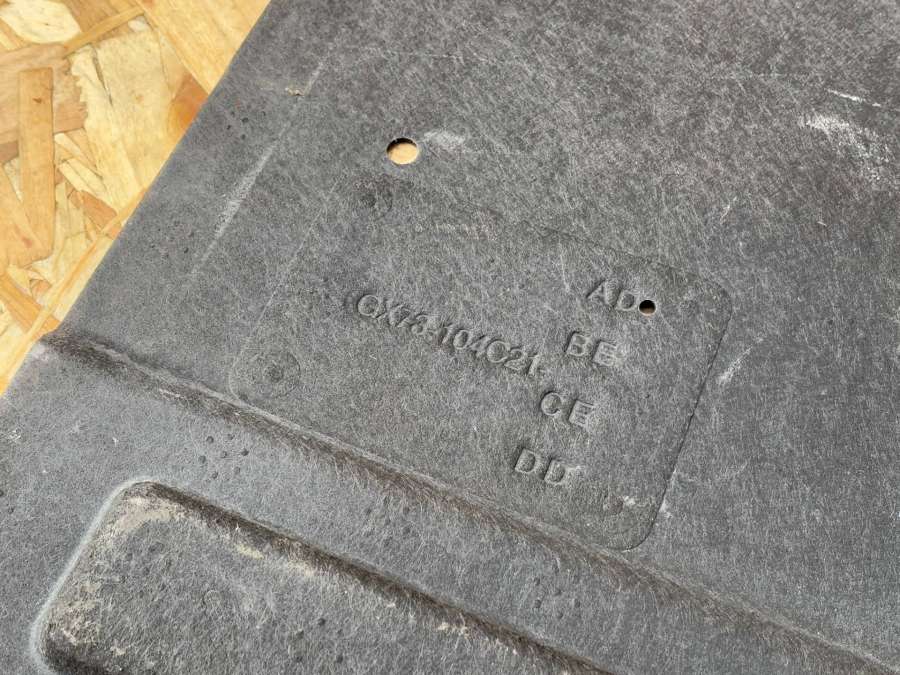 GX73-104C21-
AD
BE
CE
DD